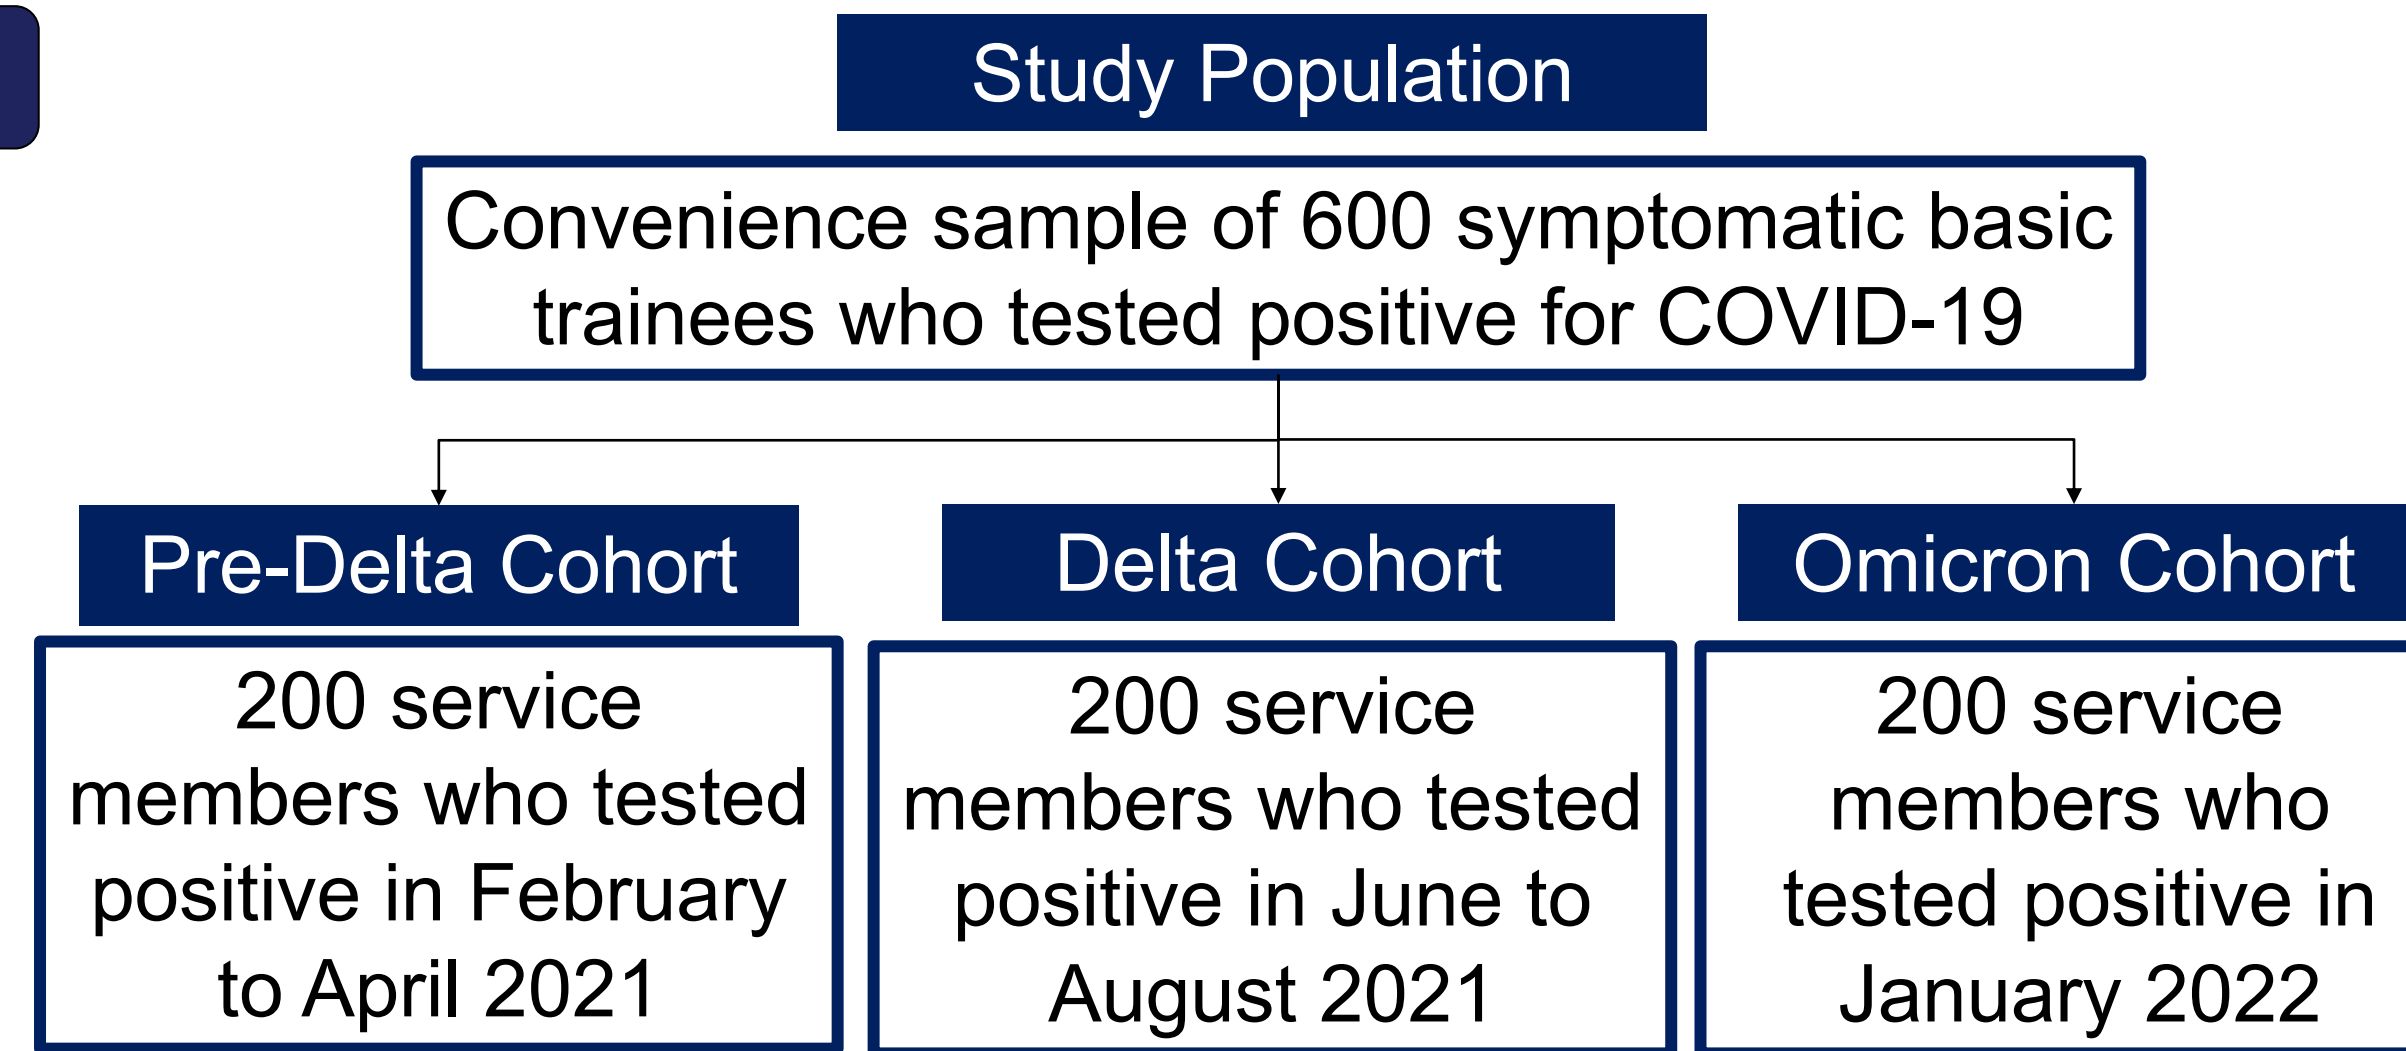 Study Population
Convenience sample of 600 symptomatic basic
trainees who tested positive for COVID-19
Pre-Delta Cohort
200 service
members who tested
positive in February
to April 2021
Delta Cohort
200 service
members who tested
positive in June to
August 2021
Omicron Cohort
200 service
members who
tested positive in
January 2022